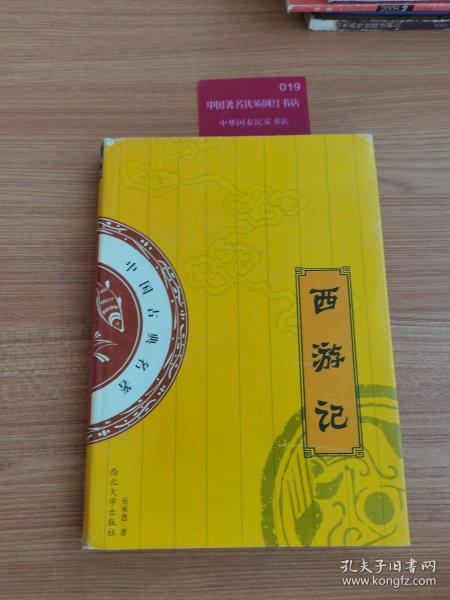 2005.2
019
中国著名优质网红书店
中华国泰民安书店
中国古典名著
西游记
吴承恩 著
西北大学出版社
孔夫子旧书网
www.kongfz.com